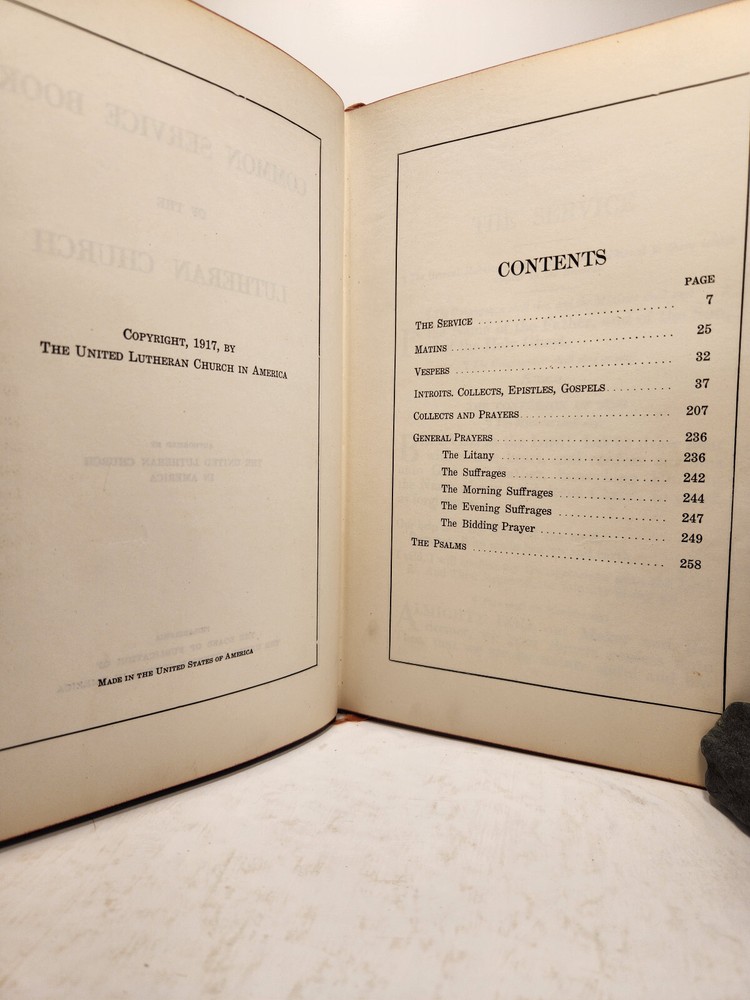 COPYRIGHT, 1917, BY
THE UNITED LUTHERAN CHURCH IN AMERICA
MADE IN THE UNITED STATES OF AMERICA
CONTENTS
PAGE
THE SERVICE 7
MATINS 25
VESPERS 32
INTROITS. COLLECTS, EPISTLES, GOSPELS 37
COLLECTS AND PRAYERS 207
GENERAL PRAYERS 236
The Litany 236
The Suffrages 242
The Morning Suffrages 244
The Evening Suffrages 247
The Bidding Prayer 249
THE PSALMS 258